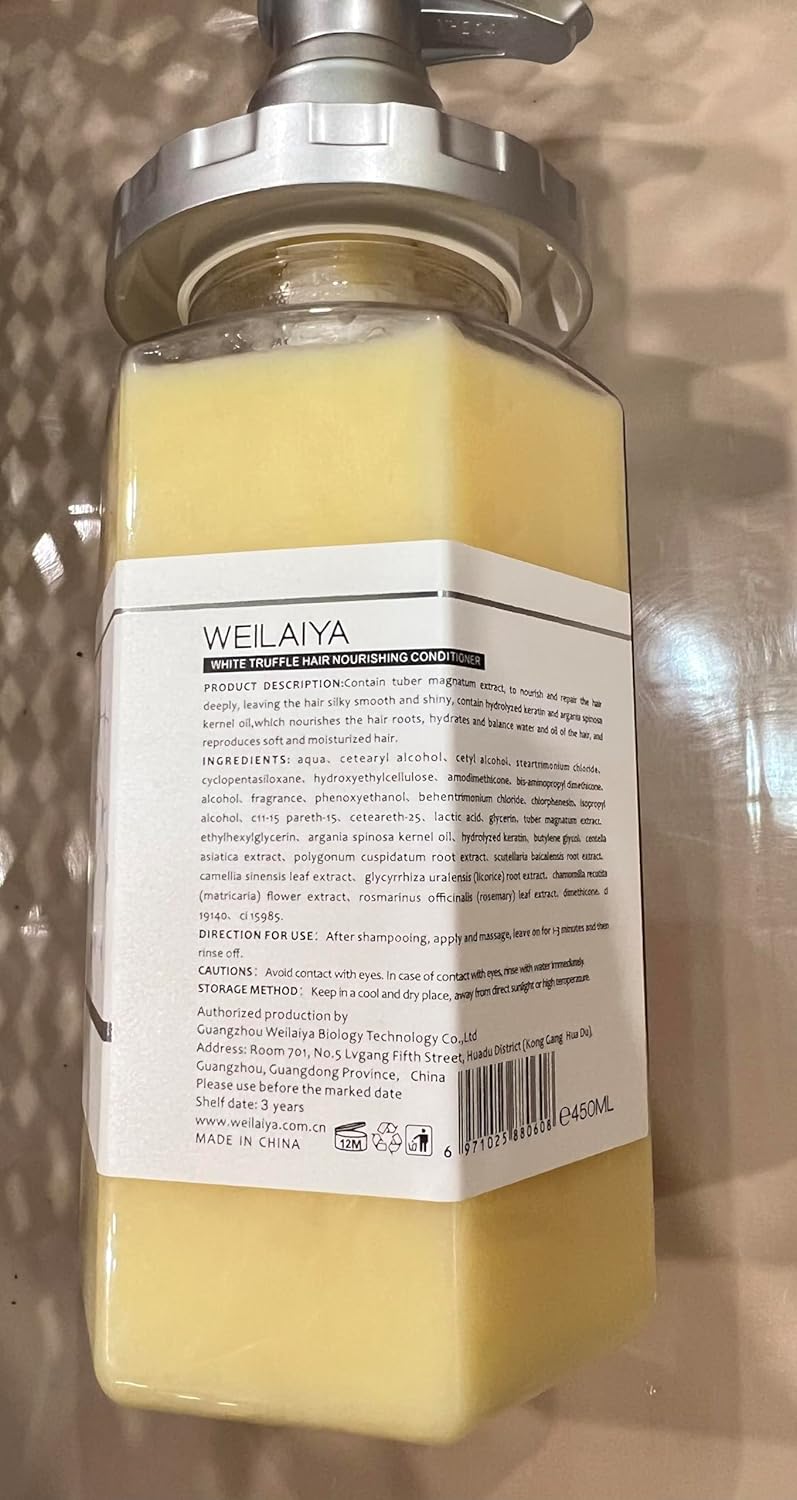 WEILAIYA
WHITE TRUFFLE HAIR NOURISHING CONDITIONER
PRODUCT DESCRIPTION:Contain tuber magnatum extract, to nourish and repair the hair
deeply, leaving the hair silky smooth and shiny, contain hydrolyzed keratin and argania spinosa
kernel oil,which nourishes the hair roots, hydrates and balance water and oil of the hair, and
reproduces soft and moisturized hair.
INGREDIENTS: aqua、cetearyl alcohol、cetyl alcohol、steartrimonium chloride、
cyclopentasiloxane、hydroxyethylcellulose、amodimethicone、bis-aminopropyl dimethicone、
alcohol、fragrance、phenoxyethanol、behentrimonium chloride、chlorphenesin、isopropyl
alcohol、c11-15 pareth-15、ceteareth-25、lactic acid、glycerin、tuber magnatum extract、
ethylhexylglycerin、argania spinosa kernel oil、hydrolyzed keratin、butylene glycol、centella
asiatica extract、polygonum cuspidatum root extract、scutellaria baicalensis root extract、
camellia sinensis leaf extract、glycyrrhiza uralensis (licorice) root extract、chamomilla recutita
(matricaria) flower extract、rosmarinus officinalis (rosemary) leaf extract、dimethicone、ci
19140、ci 15985.
DIRECTION FOR USE: After shampooing, apply and massage, leave on for 1-3 minutes and then
rinse off.
CAUTIONS: Avoid contact with eyes. In case of contact with eyes, rinse with water immediately.
STORAGE METHOD: Keep in a cool and dry place, away from direct sunlight or high temperature.
Authorized production by
Guangzhou Weilaiya Biology Technology Co.,Ltd
Address: Room 701, No.5 Lvgang Fifth Street, Huadu District (Kong Gang Hua Du),
Guangzhou, Guangdong Province, China
Please use before the marked date
Shelf date: 3 years
www.weilaiya.com.cn
MADE IN CHINA
12M
6 971025 880608
℮450ML